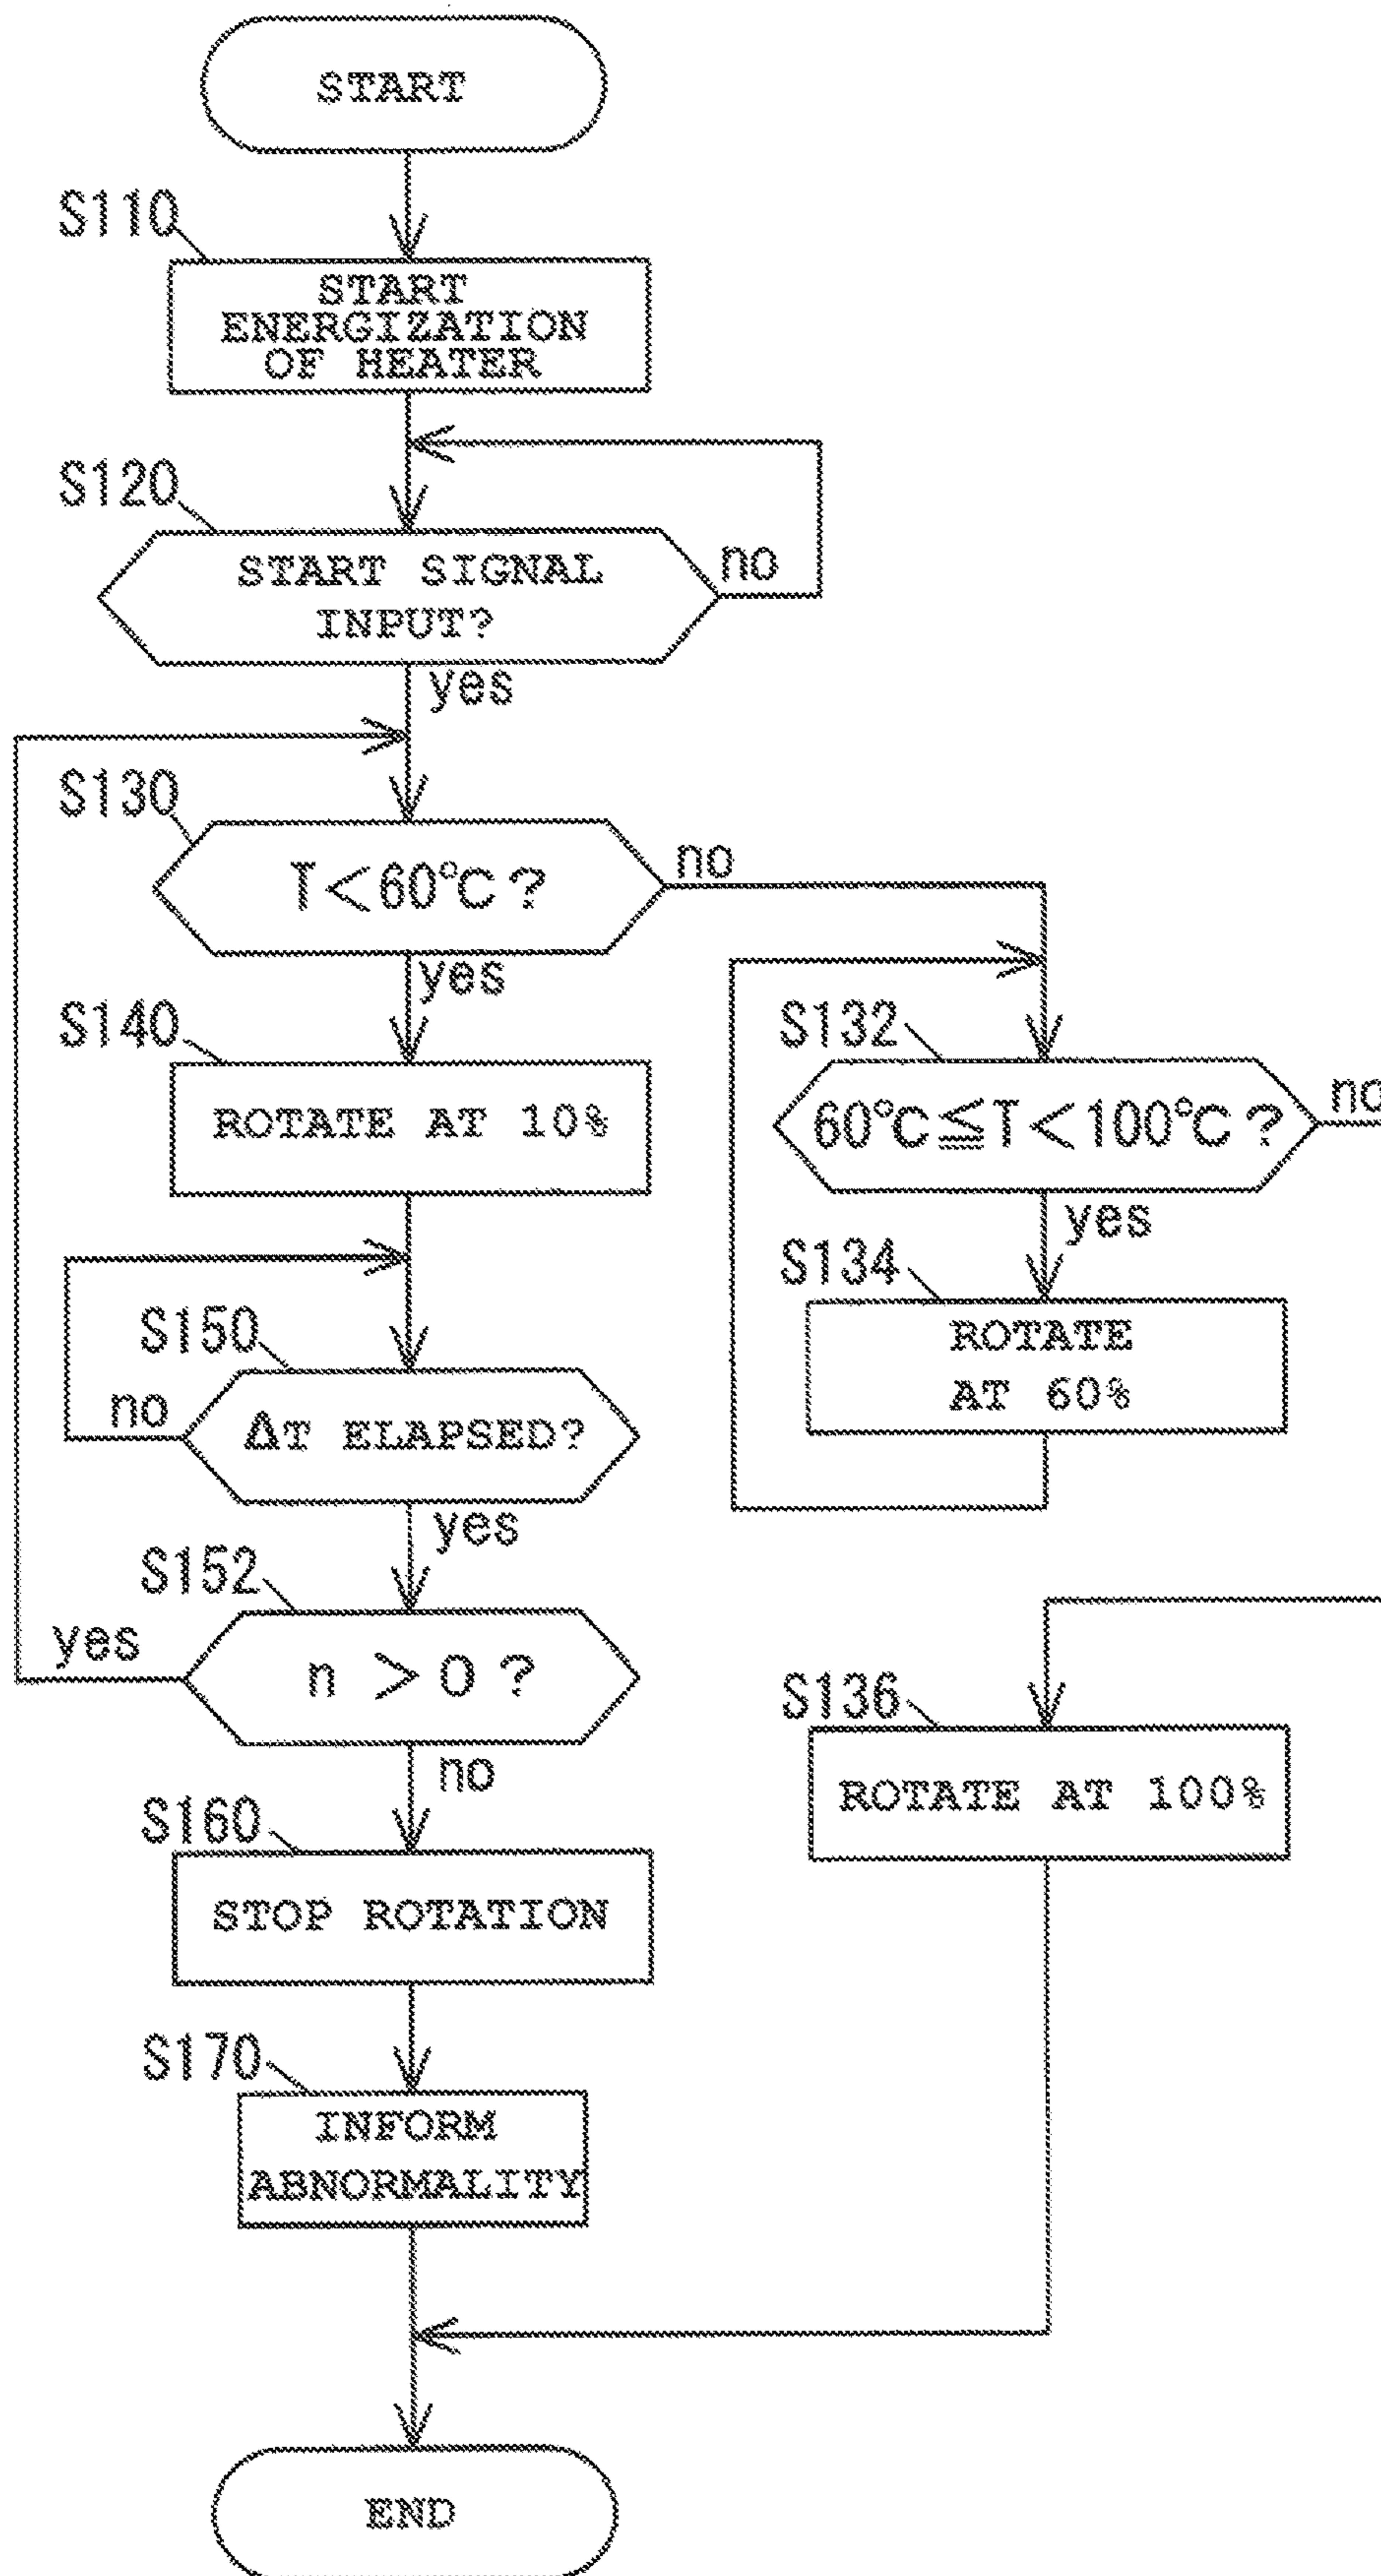 START
S110
START
ENERGIZATION
OF HEATER
S120
START SIGNAL
INPUT?
no
yes
S130
T<60°C?
no
yes
S140
ROTATE AT 10%
S132
60°C≦T<100°C?
no
yes
S134
ROTATE
AT 60%
S150
ΔT ELAPSED?
no
yes
S152
n >0?
yes
no
S136
ROTATE AT 100%
S160
STOP ROTATION
S170
INFORM
ABNORMALITY
END